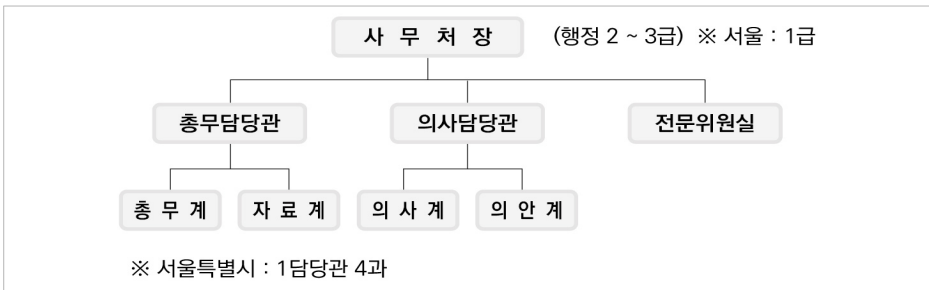 사 무 처 장 (행정 2 ~ 3급) ※ 서울 : 1급
총무담당관 의사담당관 전문위원실
총 무 계 자 료 계 의 사 계 의 안 계
※ 서울특별시 : 1담당관 4과